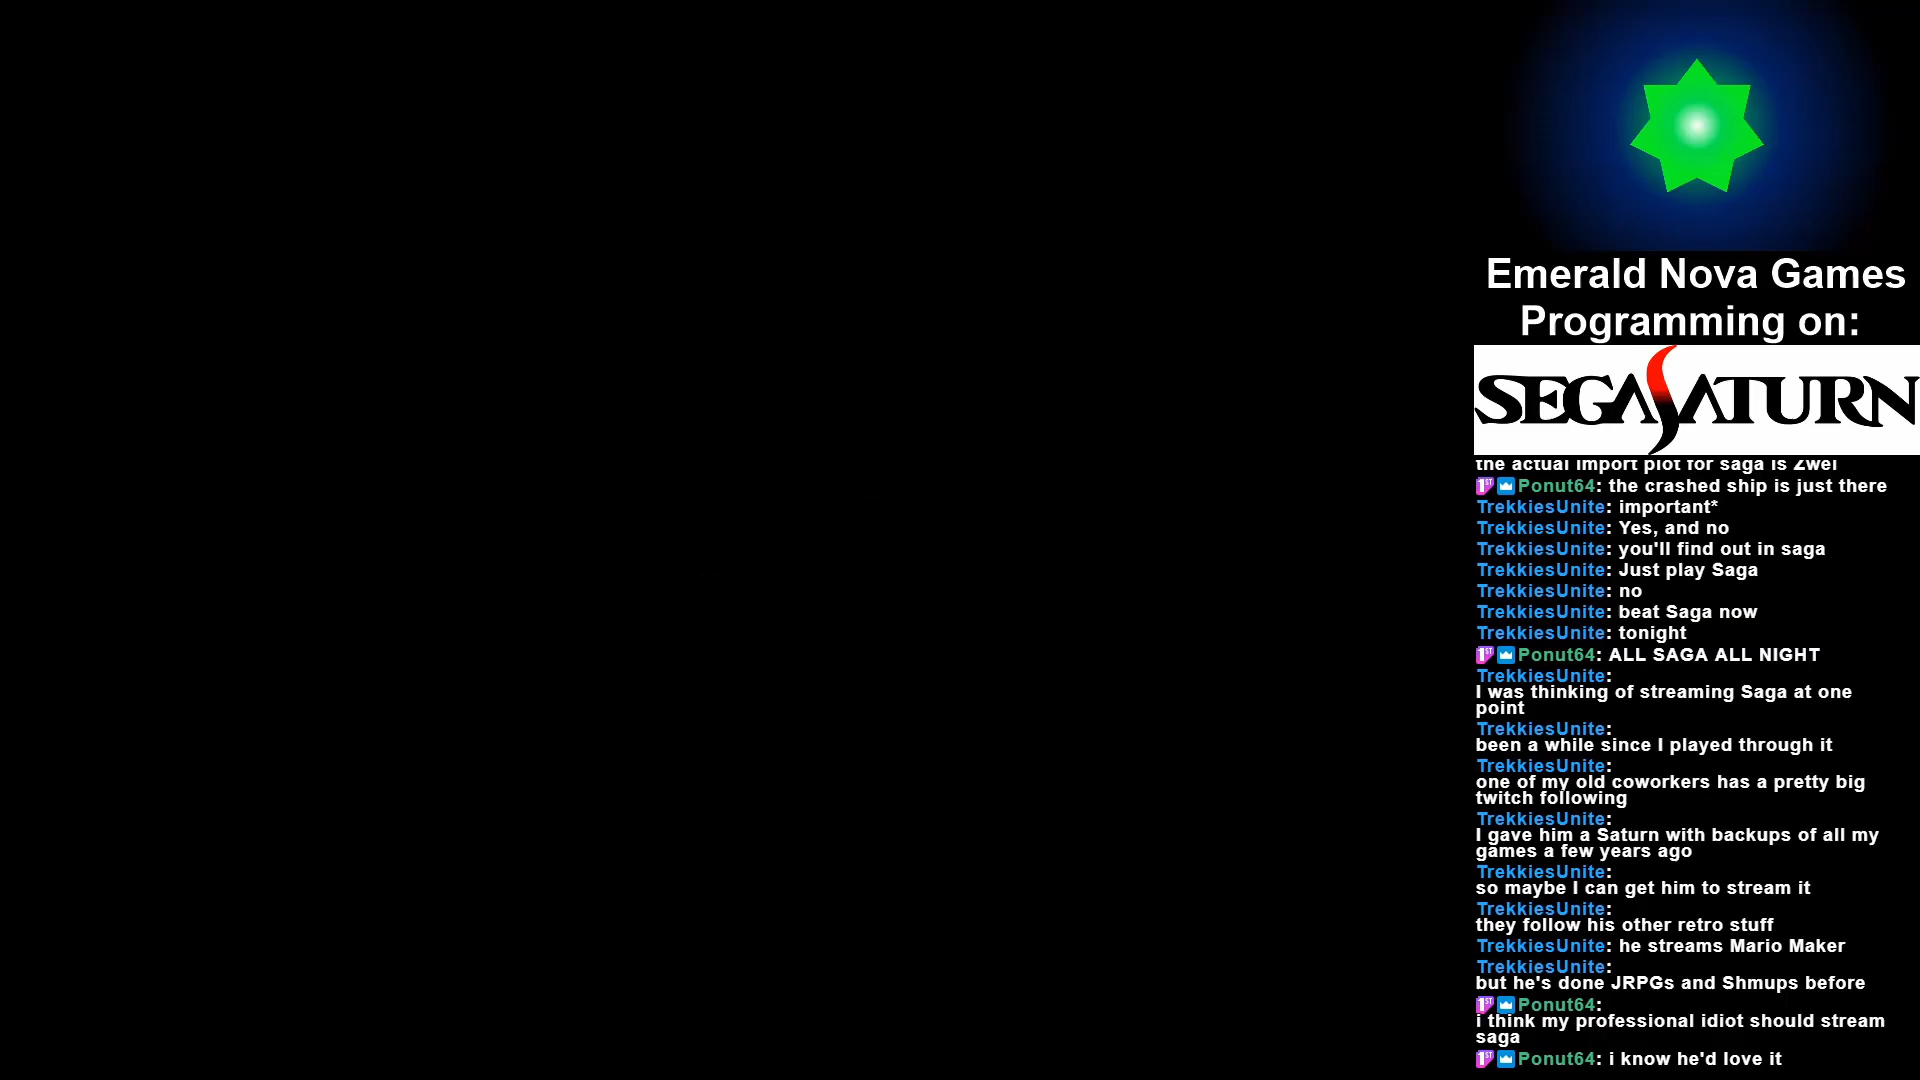 Emerald Nova Games
Programming on:
SEGA SATURN
the actual import plot for saga is Zwei
1ST Ponut64: the crashed ship is just there
TrekkiesUnite: important*
TrekkiesUnite: Yes, and no
TrekkiesUnite: you'll find out in saga
TrekkiesUnite: Just play Saga
TrekkiesUnite: no
TrekkiesUnite: beat Saga now
TrekkiesUnite: tonight
1ST Ponut64: ALL SAGA ALL NIGHT
TrekkiesUnite:
I was thinking of streaming Saga at one
point
TrekkiesUnite:
been a while since I played through it
TrekkiesUnite:
one of my old coworkers has a pretty big
twitch following
TrekkiesUnite:
I gave him a Saturn with backups of all my
games a few years ago
TrekkiesUnite:
so maybe I can get him to stream it
TrekkiesUnite:
they follow his other retro stuff
TrekkiesUnite: he streams Mario Maker
TrekkiesUnite:
but he's done JRPGs and Shmups before
1ST Ponut64:
i think my professional idiot should stream
saga
1ST Ponut64: i know he'd love it